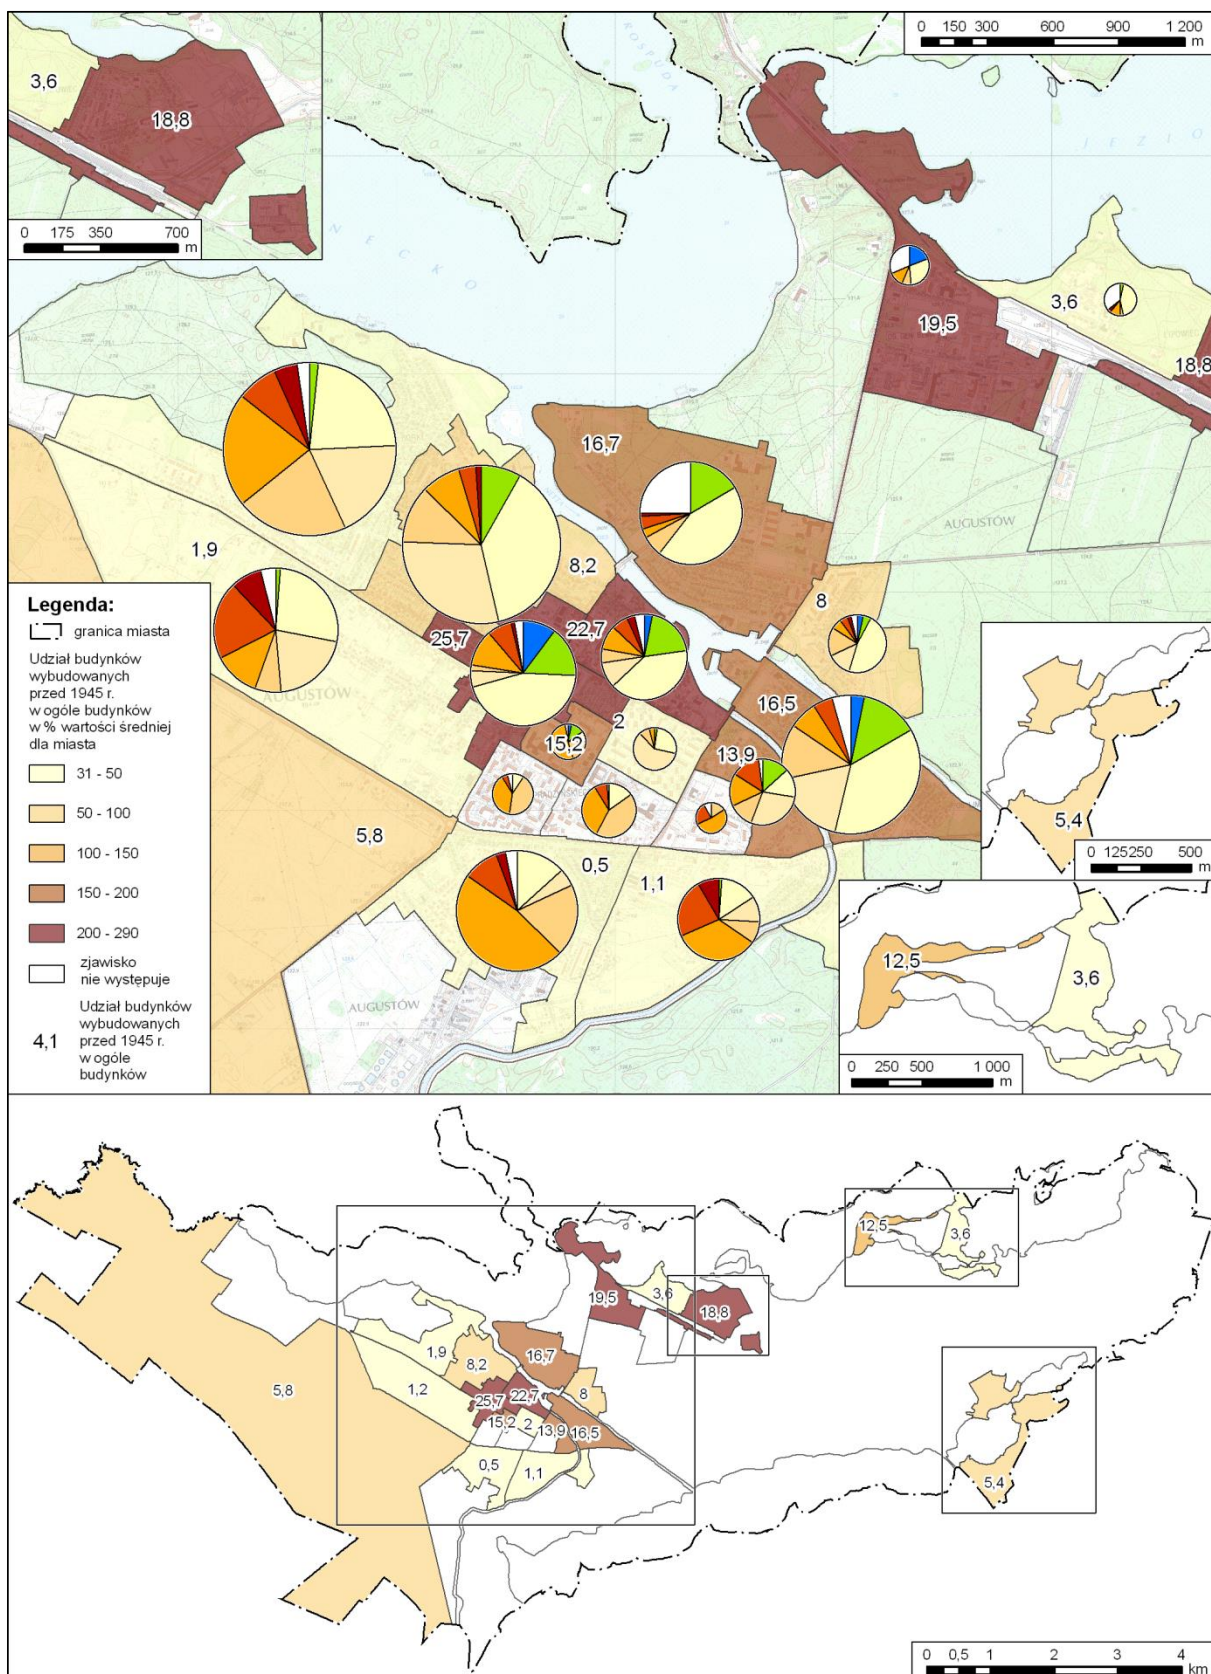 0 150 300 600 900 1 200
m
3,6
18,8
0 175 350 700
m
ROSPUDA
JEZIO
NECKO
19,5
3,6
18,8
16,7
AUGUSTÓW
1,9
8,2
8
25,7
22,7
AUGUSTÓW
16,5
2
15,2
13,9
5,8
0,5
1,1
AUGUSTÓW
Legenda:
granica miasta
Udział budynków
wybudowanych
przed 1945 r.
w ogóle budynków
w % wartości średniej
dla miasta
31 - 50
50 - 100
100 - 150
150 - 200
200 - 290
zjawisko
nie występuje
4,1
Udział budynków
wybudowanych
przed 1945 r.
w ogóle
budynków
5,4
0 125250 500
m
12,5
3,6
0 250 500 1 000
m
12,5
3,6
19,5
3,6
18,8
16,7
1,9
8,2
1,2
5,8
25,7
22,7
8
15,2
2
13,9
16,5
0,5
1,1
5,4
0 0,5 1 2 3 4
km